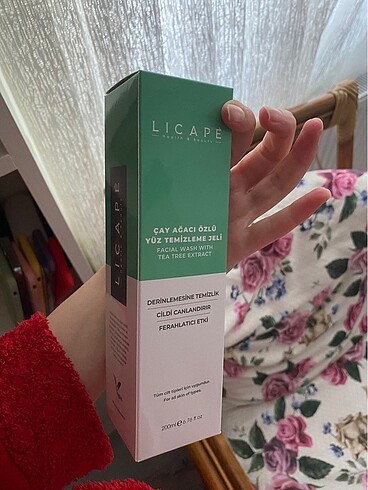 LICAPE
Health & Beauty
ÇAY AĞACI ÖZLÜ
YÜZ TEMİZLEME JELİ
FACIAL WASH WITH
TEA TREE EXTRACT
DERİNLEMESİNE TEMİZLİK
CİLDİ CANLANDIRIR
FERAHLATICI ETKİ
Tüm cilt tipleri için uygundur.
For all skin of types.
200ml e 6.76 fl oz
LICAPE